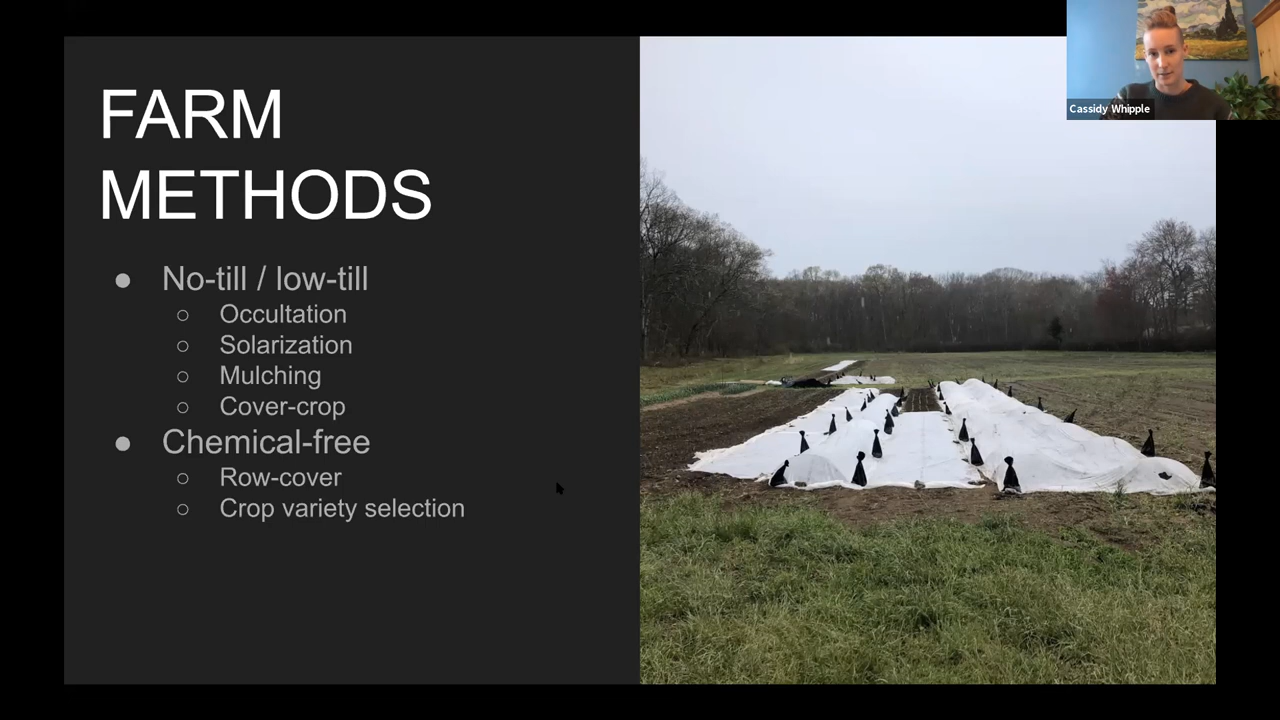 FARM
METHODS
● No-till / low-till
○ Occultation
○ Solarization
○ Mulching
○ Cover-crop
● Chemical-free
○ Row-cover
○ Crop variety selection
Cassidy Whipple